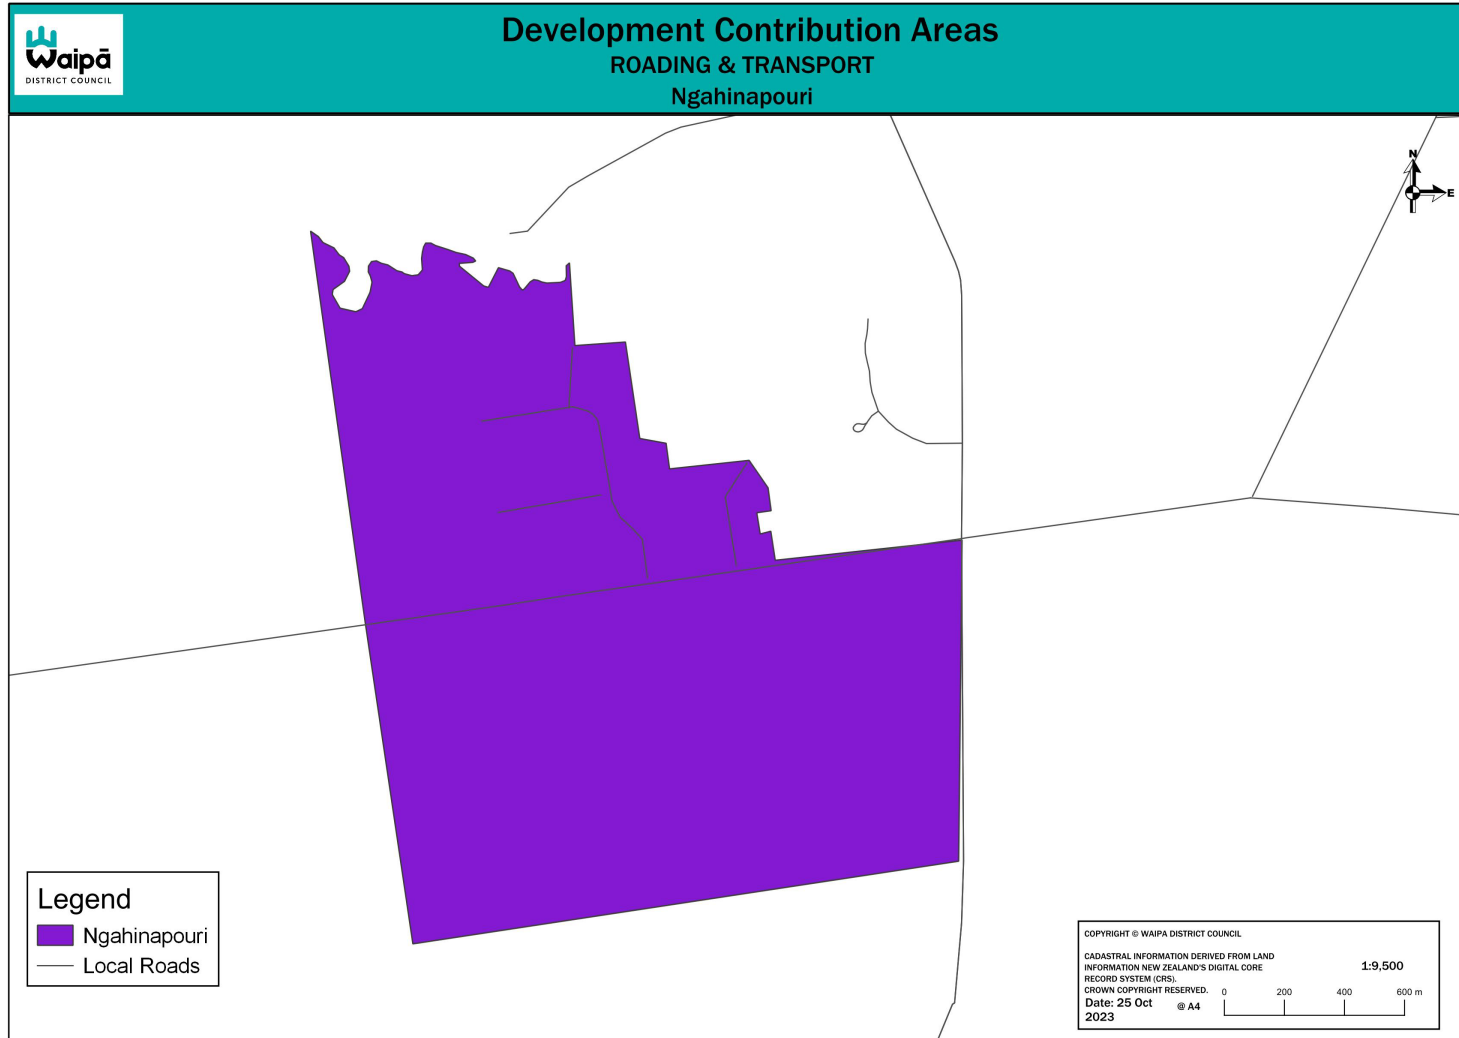 Waipā
DISTRICT COUNCIL
Development Contribution Areas
ROADING & TRANSPORT
Ngahinapouri
N
E
Legend
Ngahinapouri
Local Roads
COPYRIGHT © WAIPA DISTRICT COUNCIL
CADASTRAL INFORMATION DERIVED FROM LAND
INFORMATION NEW ZEALAND'S DIGITAL CORE
RECORD SYSTEM (CRS).
CROWN COPYRIGHT RESERVED.
Date: 25 Oct
2023
@ A4
1:9,500
0 200 400 600 m